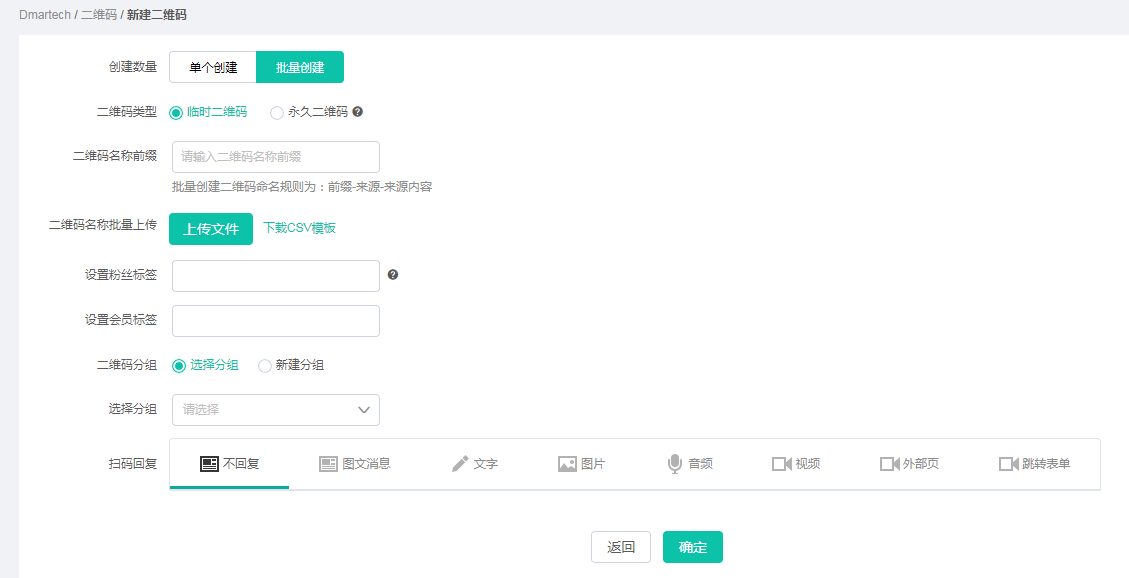 Dmartech / 二维码 / 新建二维码
创建数量 单个创建 批量创建
二维码类型 临时二维码 永久二维码 ?
二维码名称前缀 请输入二维码名称前缀
批量创建二维码命名规则为：前缀-来源-来源内容
二维码名称批量上传 上传文件 下载CSV模板
设置粉丝标签 ?
设置会员标签
二维码分组 选择分组 新建分组
选择分组 请选择
扫码回复 不回复 图文消息 文字 图片 音频 视频 外部页 跳转表单
返回 确定